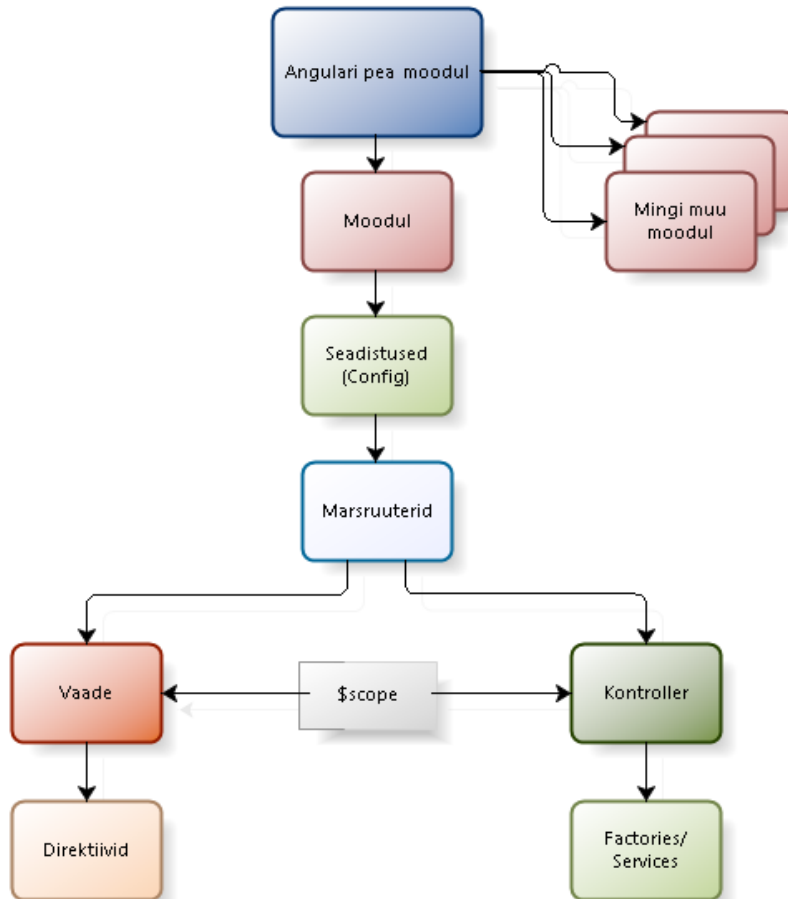 Angulari pea moodul
Moodul
Mingi muu
moodul
Seadistused
(Config)
Marsruuterid
Vaade
$scope
Kontroller
Direktiivid
Factories/
Services